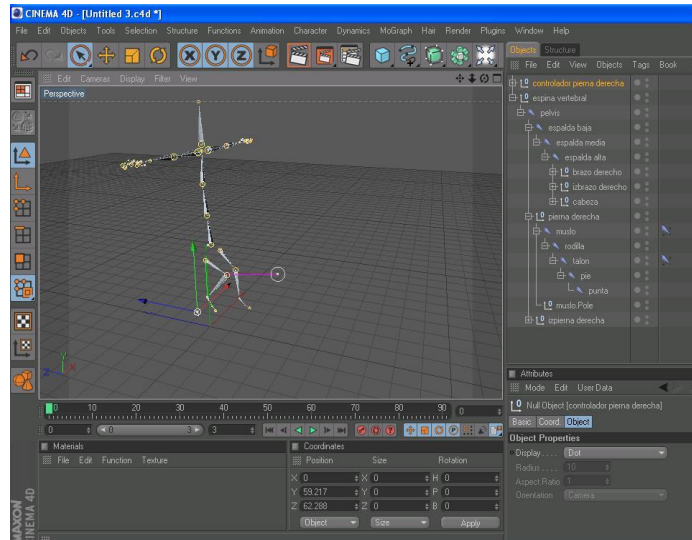 CINEMA 4D - [Untitled 3.c4d *]
File Edit Objects Tools Selection Structure Functions Animation Character Dynamics MoGraph Hair Render Plugins Window Help
Objects Structure
File Edit View Objects Tags Book
Edit Cameras Display Filter View
Perspective
controlador pierna derecha
espina vertebral
pelvis
espalda baja
espalda media
espalda alta
brazo derecho
izbrazo derecho
cabeza
pierna derecha
muslo
rodilla
talon
pie
punta
muslo.Pole
izpierna derecha
X Y Z
Y
Z X
Attributes
Mode Edit User Data
Null Object [controlador pierna derecha]
Basic Coord. Object
Object Properties
Display . . . . Dot
Radius . . . . 10
Aspect Ratio 1
Orientation Camera
0 10 20 30 40 50 60 70 80 90 0
0 0 3 3
Materials
File Edit Function Texture
Coordinates
Position Size Rotation
X 0 X 0 H 0
Y 59.217 Y 0 P 0
Z 62.288 Z 0 B 0
Object Size Apply
MAXON
CINEMA 4D